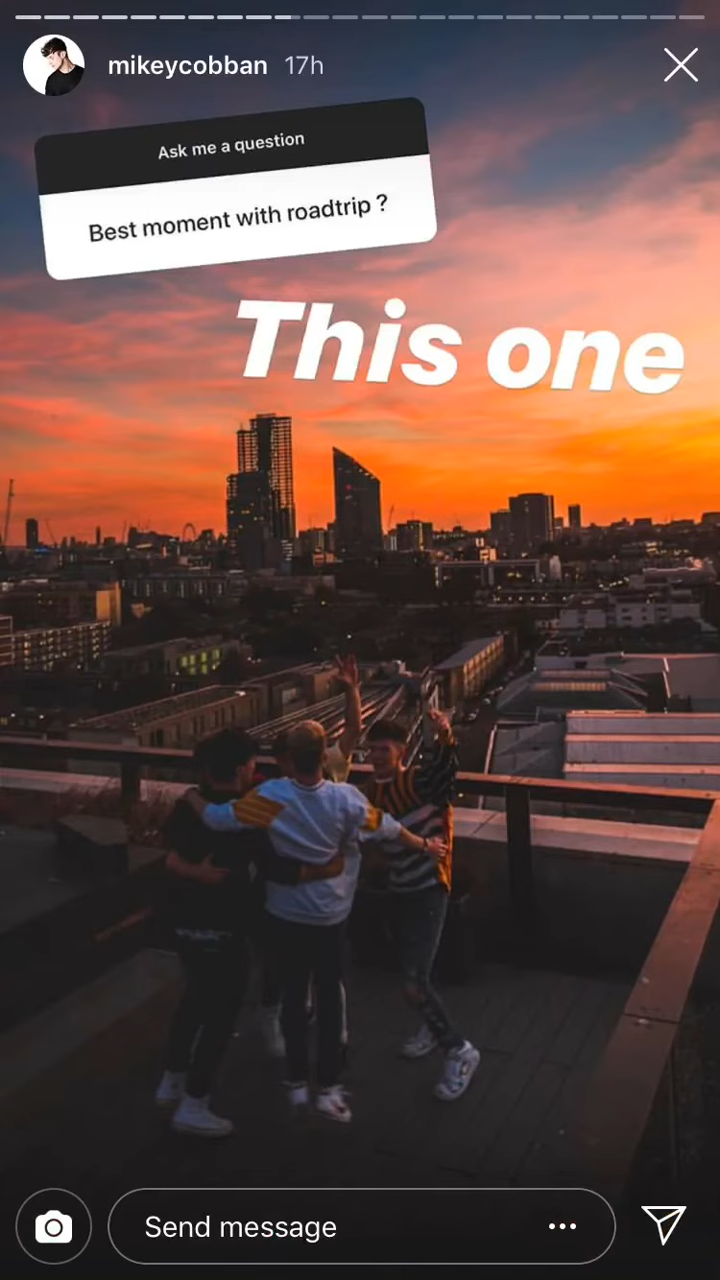 mikeycobban 17h
Ask me a question
Best moment with roadtrip ?
This one
Send message